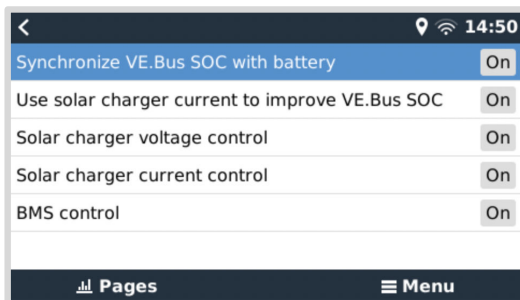 14:50
Synchronize VE.Bus SOC with battery On
Use solar charger current to improve VE.Bus SOC On
Solar charger voltage control On
Solar charger current control On
BMS control On
Pages Menu